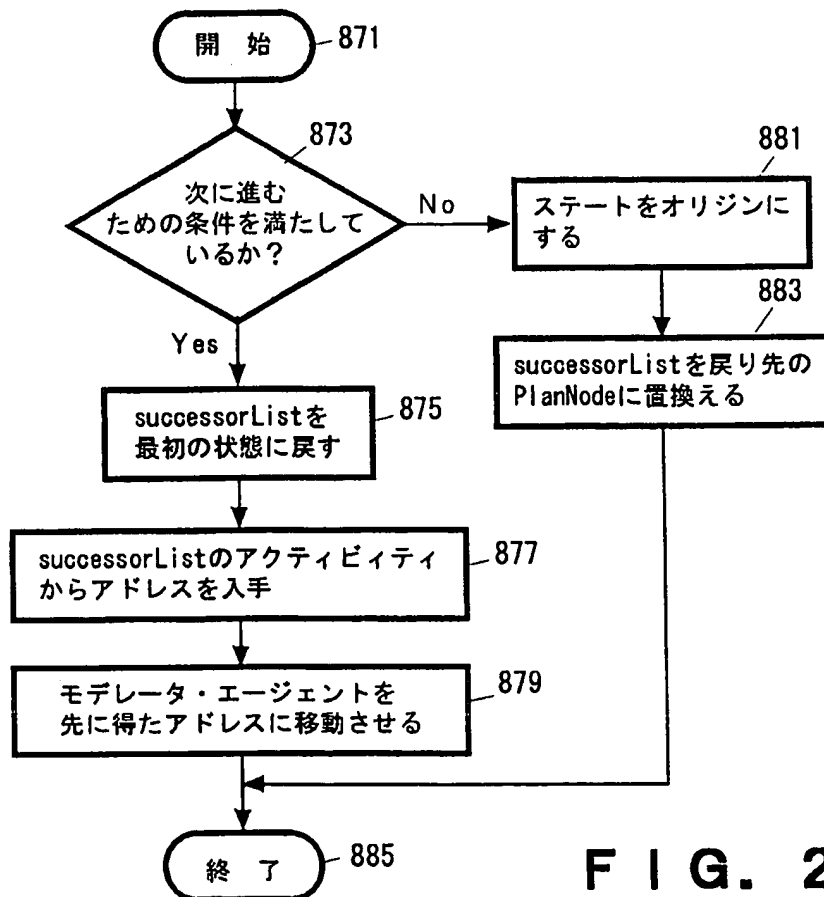 開 始
871
873
次に進む
ための条件を満たして
いるか？
No
Yes
881
ステートをオリジンに
する
883
successorListを戻り先の
PlanNodeに置換える
successorListを
最初の状態に戻す
875
successorListのアクティビィティ
からアドレスを入手
877
モデレータ・エージェントを
先に得たアドレスに移動させる
879
終 了
885
FIG. 2